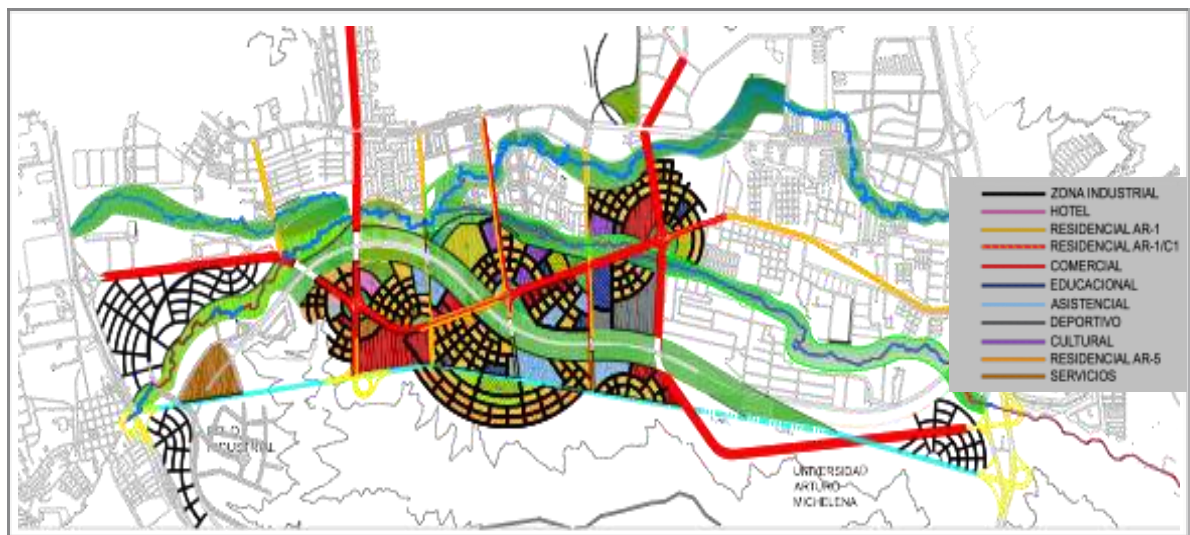 ZONA INDUSTRIAL
HOTEL
RESIDENCIAL AR-1
RESIDENCIAL AR-1/C1
COMERCIAL
EDUCACIONAL
ASISTENCIAL
DEPORTIVO
CULTURAL
RESIDENCIAL AR-5
SERVICIOS
INDUSTRIAL
UNIVERSIDAD
ARTURO
MICHELENA